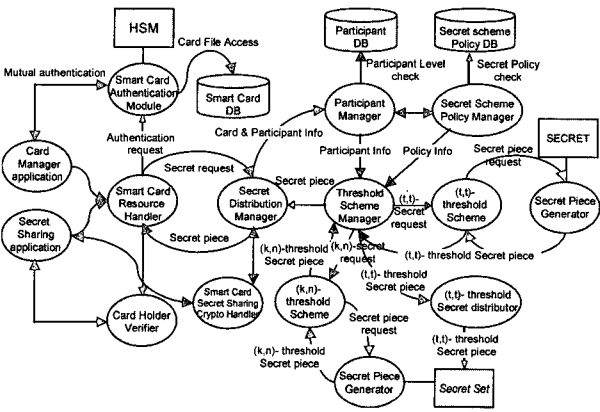 HSM
Participant
DB
Secret scheme
Policy DB
Card File Access
Mutual authentication
Smart Card
Authentication
Module
Smart Card
DB
Participant Level
check
Secret Policy
check
Participant
Manager
Secret Scheme
Policy Manager
Authentication
request
Card & Participant Info
SECRET
Card
Manager
application
Secret request
Participant Info
Policy Info
Secret piece
request
Smart Card
Resource
Handler
Secret
Distribution
Manager
Secret piece
Threshold
Scheme
Manager
(t,t)-
Secret
request
(t,t)-
threshold
Scheme
Secret Piece
Generator
Secret
Sharing
application
Secret piece
(k,n)- threshold
Secret piece
(k,n)-secret
request
(t,t)- threshold Secret piece
(t,t)- threshold
Secret piece
Smart Card
Secret Sharing
Crypto Handler
(k,n)-
threshold
Scheme
(t,t)- threshold
Secret distributor
Card Holder
Verifier
Secret piece
request
(t,t)- threshold
Secret piece
(k,n)- threshold
Secret piece
Secret Piece
Generator
Secret Set